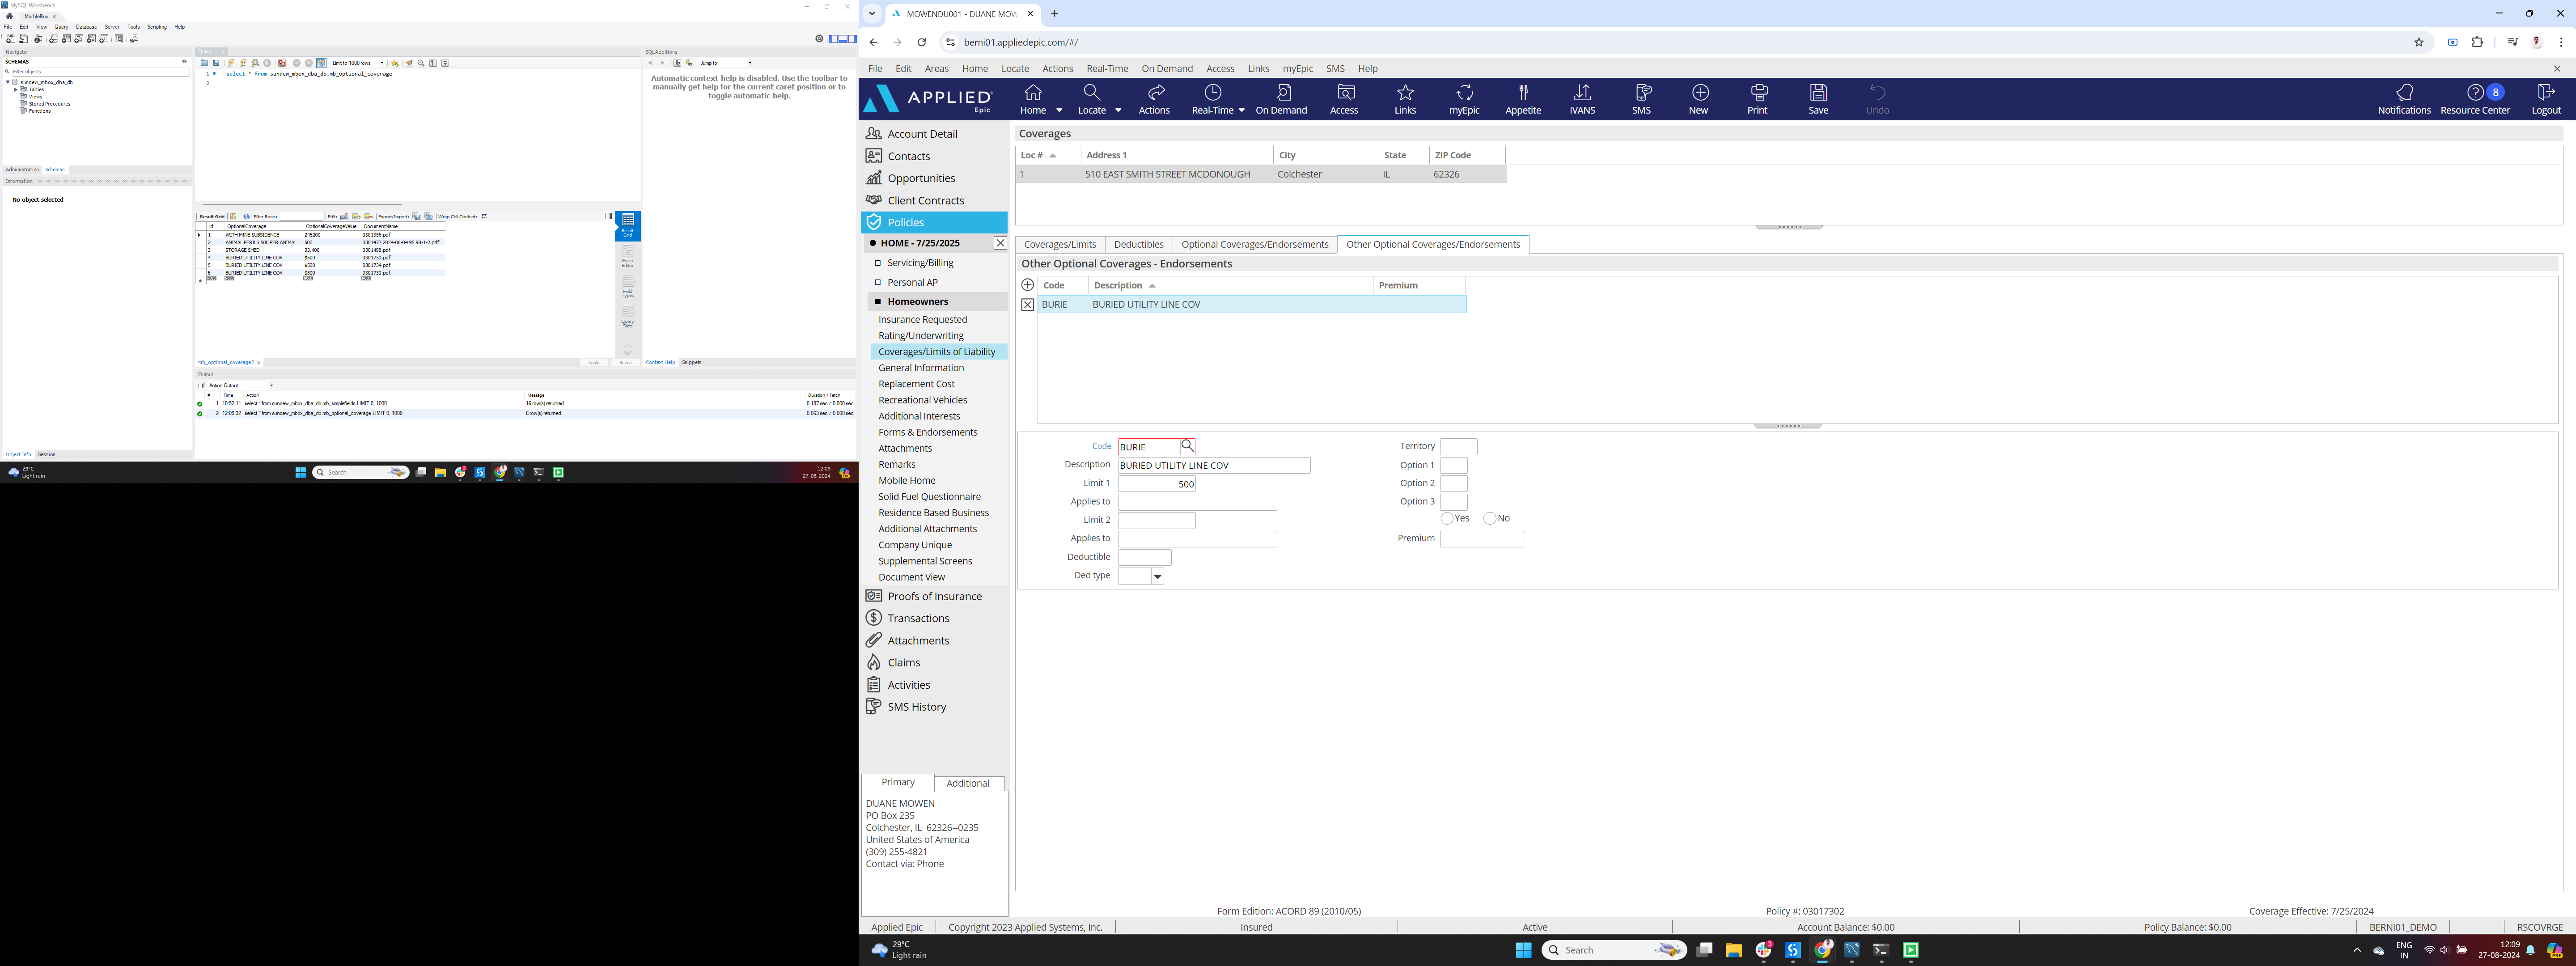 MySQL Workbench
MarbleBox
File Edit View Query Database Server Tools Scripting Help
Navigator
SCHEMAS
Filter objects
sundew_mbox_dba_db
Tables
Views
Stored Procedures
Functions
Administration Schemas
Information
No object selected
Object Info Session
Query 1
Limit to 1000 rows
1 select * from sundew_mbox_dba_db.mb_optional_coverage
2
Result Grid Filter Rows: Edit: Export/Import: Wrap Cell Content:
id OptionalCoverage OptionalCoverageValue DocumentName
1 WITH MINE SUBSIDENCE 246200 0301356.pdf
2 ANIMAL PERILS 500 PER ANIMAL 500 0301477 2024-06-04 95 98-1-2.pdf
3 STORAGE SHED 33,400 0301498.pdf
4 BURIED UTILITY LINE COV $500 0301730.pdf
5 BURIED UTILITY LINE COV $500 0301734.pdf
6 BURIED UTILITY LINE COV $500 0301730.pdf
NULL NULL NULL NULL
Result Grid
Form Editor
Field Types
Query Stats
mb_optional_coverage2
Apply Revert
SQLAdditions
Jump to
Automatic context help is disabled. Use the toolbar to
manually get help for the current caret position or to
toggle automatic help.
Context Help Snippets
Output
Action Output
# Time Action Message Duration / Fetch
1 10:52:11 select * from sundew_mbox_dba_db.mb_simplefields LIMIT 0, 1000 16 row(s) returned 0.187 sec / 0.000 sec
2 12:09:32 select * from sundew_mbox_dba_db.mb_optional_coverage LIMIT 0, 1000 6 row(s) returned 0.063 sec / 0.000 sec
29°C
Light rain
Search
12:09
27-08-2024
MOWENDU001 - DUANE MOW
berni01.appliedepic.com/#/
File Edit Areas Home Locate Actions Real-Time On Demand Access Links myEpic SMS Help
APPLIED
Epic
Home Locate Actions Real-Time On Demand Access Links myEpic Appetite IVANS SMS New Print Save Undo
Notifications Resource Center 8 Logout
Account Detail
Contacts
Opportunities
Client Contracts
Policies
HOME - 7/25/2025
Servicing/Billing
Personal AP
Homeowners
Insurance Requested
Rating/Underwriting
Coverages/Limits of Liability
General Information
Replacement Cost
Recreational Vehicles
Additional Interests
Forms & Endorsements
Attachments
Remarks
Mobile Home
Solid Fuel Questionnaire
Residence Based Business
Additional Attachments
Company Unique
Supplemental Screens
Document View
Proofs of Insurance
Transactions
Attachments
Claims
Activities
SMS History
Primary Additional
DUANE MOWEN
PO Box 235
Colchester, IL 62326--0235
United States of America
(309) 255-4821
Contact via: Phone
Coverages
Loc # Address 1 City State ZIP Code
1 510 EAST SMITH STREET MCDONOUGH Colchester IL 62326
Coverages/Limits Deductibles Optional Coverages/Endorsements Other Optional Coverages/Endorsements
Other Optional Coverages - Endorsements
Code Description Premium
BURIE BURIED UTILITY LINE COV
Code BURIE Territory
Description BURIED UTILITY LINE COV Option 1
Limit 1 500 Option 2
Applies to Option 3
Limit 2 Yes No
Applies to Premium
Deductible
Ded type
Form Edition: ACORD 89 (2010/05) Policy #: 03017302 Coverage Effective: 7/25/2024
Applied Epic Copyright 2023 Applied Systems, Inc. Insured Active Account Balance: $0.00 Policy Balance: $0.00 BERNI01_DEMO RSCOVRGE
29°C
Light rain
Search
3
ENG
IN
12:09
27-08-2024